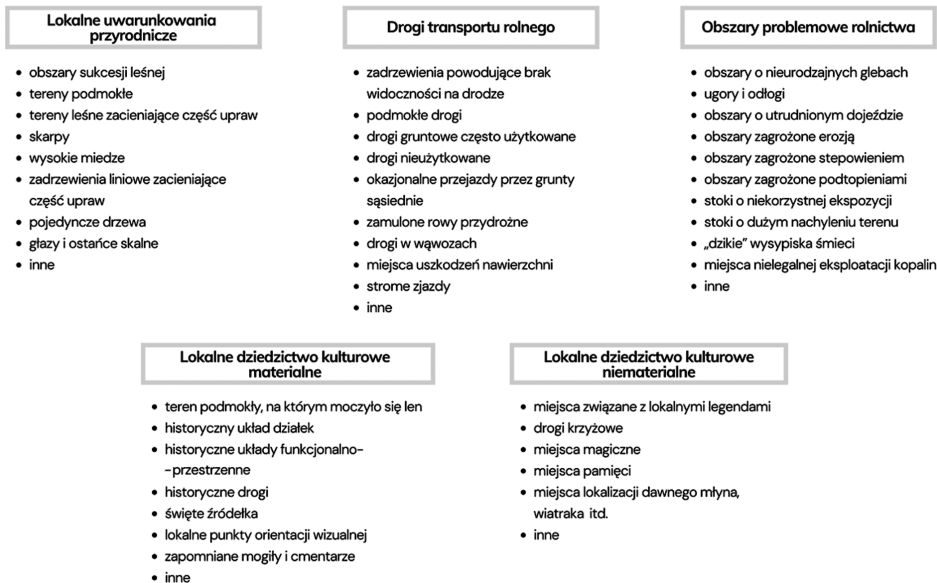 Lokalne uwarunkowania
przyrodnicze
• obszary sukcesji leśnej
• tereny podmokłe
• tereny leśne zacieniające część upraw
• skarpy
• wysokie miedze
• zadrzewienia liniowe zacieniające
część upraw
• pojedyncze drzewa
• głazy i ostańce skalne
• inne
Drogi transportu rolnego
• zadrzewienia powodujące brak
widoczności na drodze
• podmokłe drogi
• drogi gruntowe często użytkowane
• drogi nieużytkowane
• okazjonalne przejazdy przez grunty
sąsiednie
• zamulone rowy przydrożne
• drogi w wąwozach
• miejsca uszkodzeń nawierzchni
• strome zjazdy
• inne
Obszary problemowe rolnictwa
• obszary o nieurodzajnych glebach
• ugory i odłogi
• obszary o utrudnionym dojeździe
• obszary zagrożone erozją
• obszary zagrożone stepowieniem
• obszary zagrożone podtopieniami
• stoki o niekorzystnej ekspozycji
• stoki o dużym nachyleniu terenu
• „dzikie” wysypiska śmieci
• miejsca nielegalnej eksploatacji kopalin
• inne
Lokalne dziedzictwo kulturowe
materialne
• teren podmokły, na którym moczyło się len
• historyczny układ działek
• historyczne układy funkcjonalno-
-przestrzenne
• historyczne drogi
• święte źródełka
• lokalne punkty orientacji wizualnej
• zapomniane mogiły i cmentarze
• inne
Lokalne dziedzictwo kulturowe
niematerialne
• miejsca związane z lokalnymi legendami
• drogi krzyżowe
• miejsca magiczne
• miejsca pamięci
• miejsca lokalizacji dawnego młyna,
wiatraka itd.
• inne